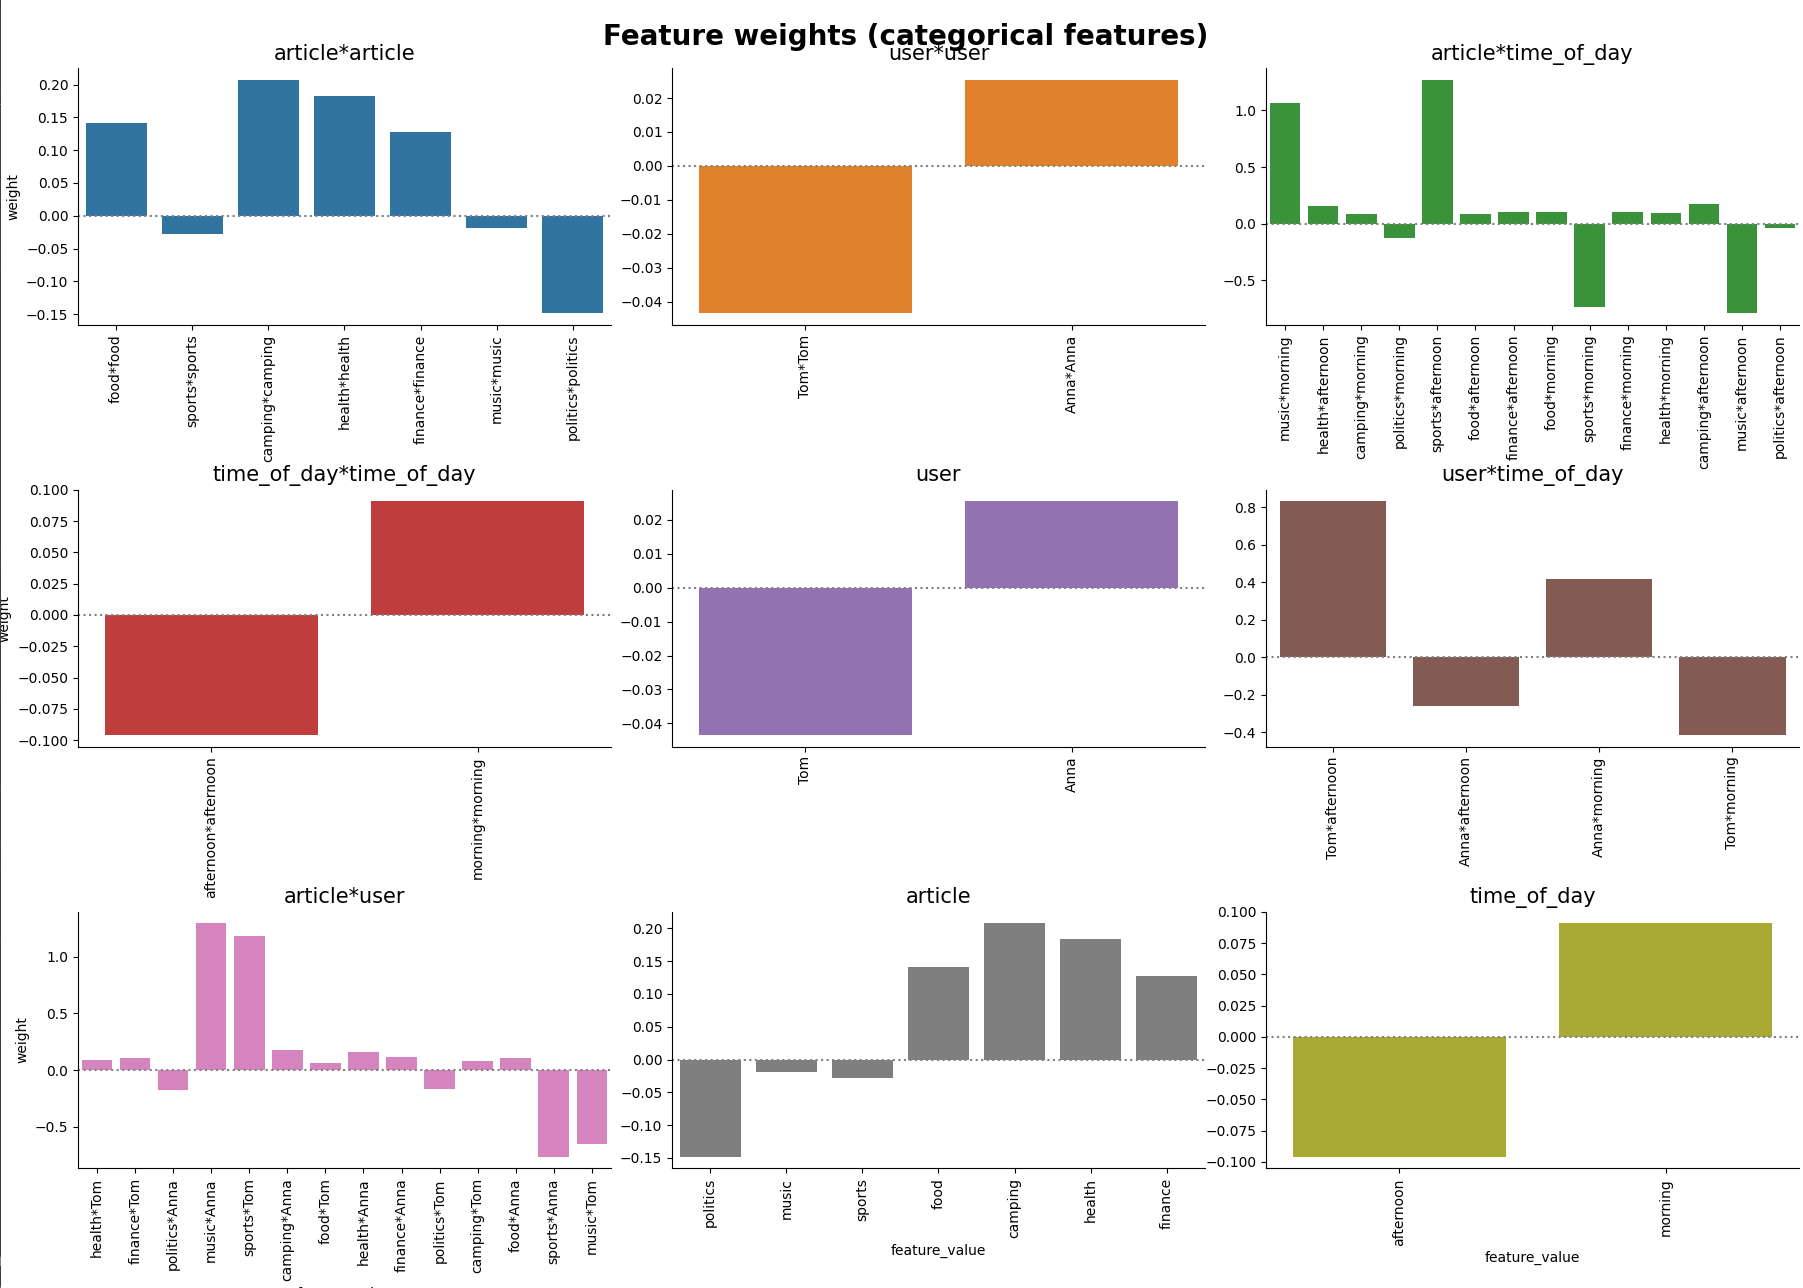 Feature weights (categorical features)
article*article
weight
0.20
0.15
0.10
0.05
0.00
−0.05
−0.10
−0.15
food*food
sports*sports
camping*camping
health*health
finance*finance
music*music
politics*politics
user*user
0.02
0.01
0.00
−0.01
−0.02
−0.03
−0.04
Tom*Tom
Anna*Anna
article*time_of_day
1.0
0.5
0.0
−0.5
music*morning
health*afternoon
camping*morning
politics*morning
sports*afternoon
food*afternoon
finance*afternoon
food*morning
sports*morning
finance*morning
health*morning
camping*afternoon
music*afternoon
politics*afternoon
time_of_day*time_of_day
weight
0.100
0.075
0.050
0.025
0.000
−0.025
−0.050
−0.075
−0.100
afternoon*afternoon
morning*morning
user
0.02
0.01
0.00
−0.01
−0.02
−0.03
−0.04
Tom
Anna
user*time_of_day
0.8
0.6
0.4
0.2
0.0
−0.2
−0.4
Tom*afternoon
Anna*afternoon
Anna*morning
Tom*morning
article*user
weight
1.0
0.5
0.0
−0.5
health*Tom
finance*Tom
politics*Anna
music*Anna
sports*Tom
camping*Anna
food*Tom
health*Anna
finance*Anna
politics*Tom
camping*Tom
food*Anna
sports*Anna
music*Tom
article
0.20
0.15
0.10
0.05
0.00
−0.05
−0.10
−0.15
politics
music
sports
food
camping
health
finance
feature_value
time_of_day
0.100
0.075
0.050
0.025
0.000
−0.025
−0.050
−0.075
−0.100
afternoon
morning
feature_value